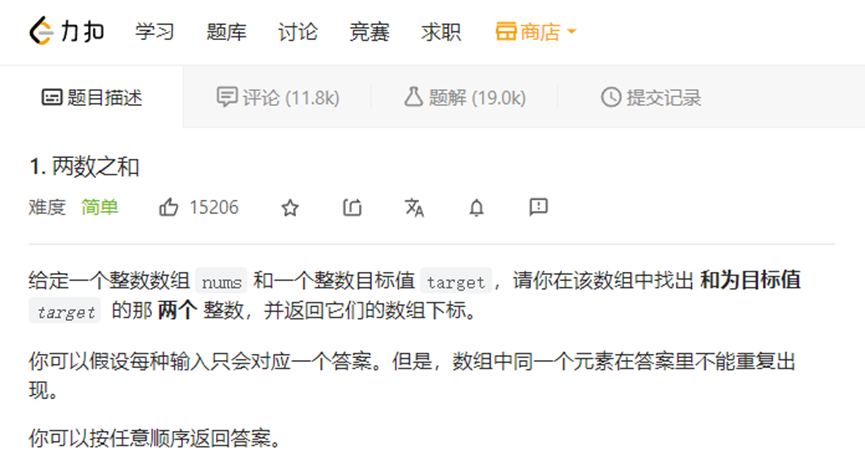 力扣 学习 题库 讨论 竞赛 求职 商店
题目描述 评论 (11.8k) 题解 (19.0k) 提交记录
1. 两数之和
难度 简单 15206
给定一个整数数组 nums 和一个整数目标值 target，请你在该数组中找出 和为目标值
target 的那 两个 整数，并返回它们的数组下标。
你可以假设每种输入只会对应一个答案。但是，数组中同一个元素在答案里不能重复出
现。
你可以按任意顺序返回答案。